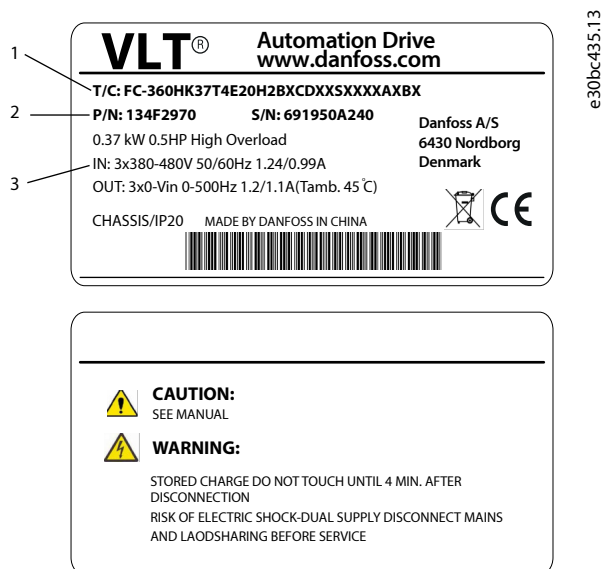 VLT® Automation Drive
www.danfoss.com
1
T/C: FC-360HK37T4E20H2BXCDXXSXXXXAXBX
2
P/N: 134F2970 S/N: 691950A240
0.37 kW 0.5HP High Overload
3
IN: 3x380-480V 50/60Hz 1.24/0.99A
OUT: 3x0-Vin 0-500Hz 1.2/1.1A(Tamb. 45˚C)
Danfoss A/S
6430 Nordborg
Denmark
CHASSIS/IP20 MADE BY DANFOSS IN CHINA
CE
e30bc435.13
CAUTION:
SEE MANUAL
WARNING:
STORED CHARGE DO NOT TOUCH UNTIL 4 MIN. AFTER
DISCONNECTION
RISK OF ELECTRIC SHOCK-DUAL SUPPLY DISCONNECT MAINS
AND LAODSHARING BEFORE SERVICE